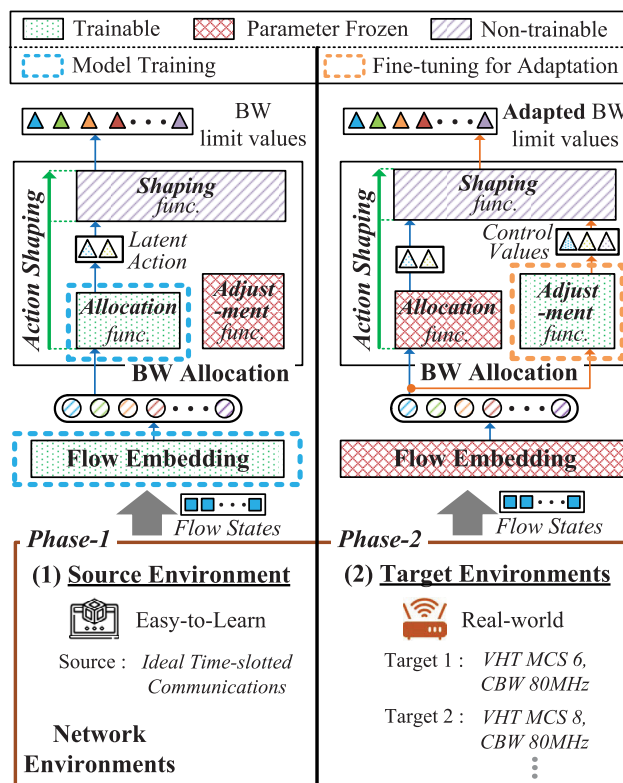 Trainable
Parameter Frozen
Non-trainable
Model Training
Fine-tuning for Adaptation
BW
limit values
Action Shaping
Shaping
func.
Latent
Action
Allocation
func.
Adjust
-ment
func.
BW Allocation
Flow Embedding
Flow States
Phase-1
(1) Source Environment
Easy-to-Learn
Source : Ideal Time-slotted
Communications
Network
Environments
Adapted BW
limit values
Action Shaping
Shaping
func.
Control
Values
Allocation
func.
Adjust
-ment
func.
BW Allocation
Flow Embedding
Flow States
Phase-2
(2) Target Environments
Real-world
Target 1 : VHT MCS 6,
CBW 80MHz
Target 2 : VHT MCS 8,
CBW 80MHz